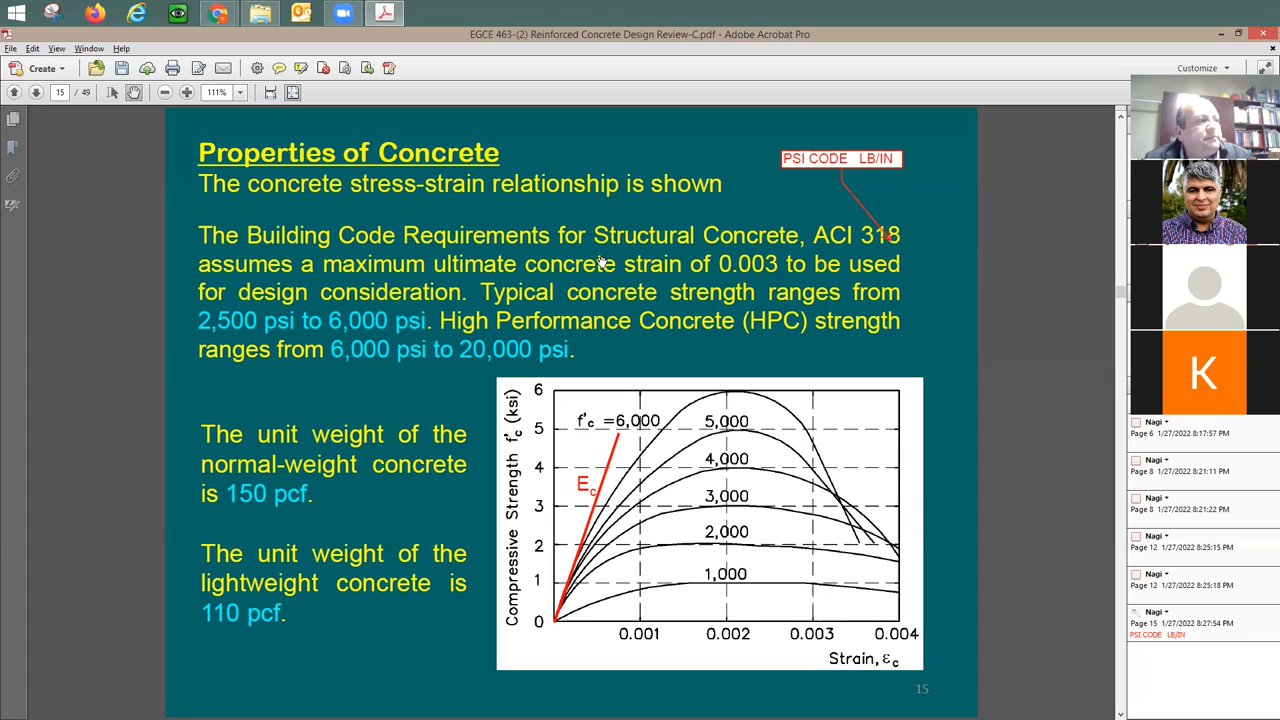 EGCE 463-(2) Reinforced Concrete Design Review-C.pdf - Adobe Acrobat Pro
File Edit View Window Help
Create
Customize
15 / 49
111%
Properties of Concrete
PSI CODE LB/IN
The concrete stress-strain relationship is shown
The Building Code Requirements for Structural Concrete, ACI 318
assumes a maximum ultimate concrete strain of 0.003 to be used
for design consideration. Typical concrete strength ranges from
2,500 psi to 6,000 psi. High Performance Concrete (HPC) strength
ranges from 6,000 psi to 20,000 psi.
The unit weight of the
normal-weight concrete
is 150 pcf.
The unit weight of the
lightweight concrete is
110 pcf.
Compressive Strength f'c (ksi)
6
5
4
3
2
1
0
f'c =6,000
5,000
4,000
3,000
2,000
1,000
Ec
0.001
0.002
0.003
0.004
Strain, εc
15
K
Nagi
Page 6 1/27/2022 8:17:57 PM
Nagi
Page 8 1/27/2022 8:21:11 PM
Nagi
Page 8 1/27/2022 8:21:22 PM
Nagi
Page 12 1/27/2022 8:25:15 PM
Nagi
Page 12 1/27/2022 8:25:18 PM
Nagi
Page 15 1/27/2022 8:27:54 PM
PSI CODE LB/IN